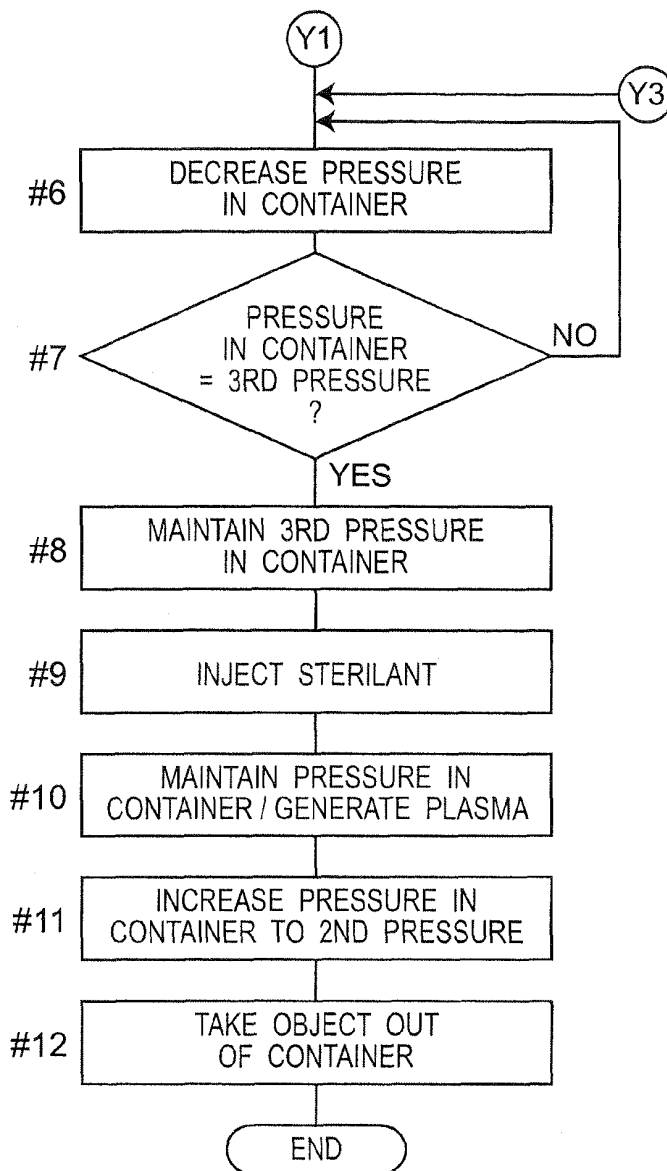 Y1
Y3
#6
DECREASE PRESSURE
IN CONTAINER
#7
PRESSURE
IN CONTAINER
= 3RD PRESSURE
?
NO
YES
#8
MAINTAIN 3RD PRESSURE
IN CONTAINER
#9
INJECT STERILANT
#10
MAINTAIN PRESSURE IN
CONTAINER / GENERATE PLASMA
#11
INCREASE PRESSURE IN
CONTAINER TO 2ND PRESSURE
#12
TAKE OBJECT OUT
OF CONTAINER
END